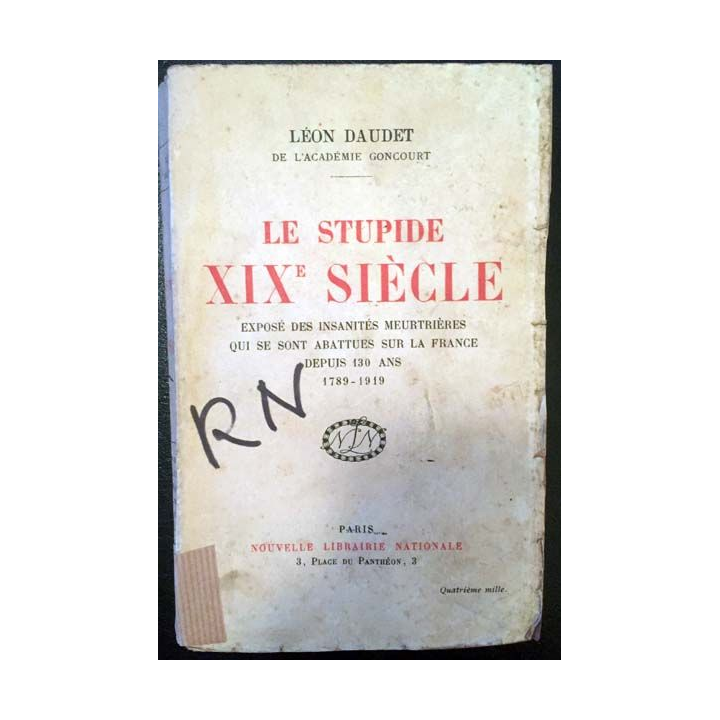 LÉON DAUDET
DE L'ACADÉMIE GONCOURT
LE STUPIDE
XIXᴱ SIÈCLE
EXPOSÉ DES INSANITÉS MEURTRIÈRES
QUI SE SONT ABATTUES SUR LA FRANCE
DEPUIS 130 ANS
1789-1919
RN
NLN
PARIS
NOUVELLE LIBRAIRIE NATIONALE
3, PLACE DU PANTHÉON, 3
Quatrième mille.